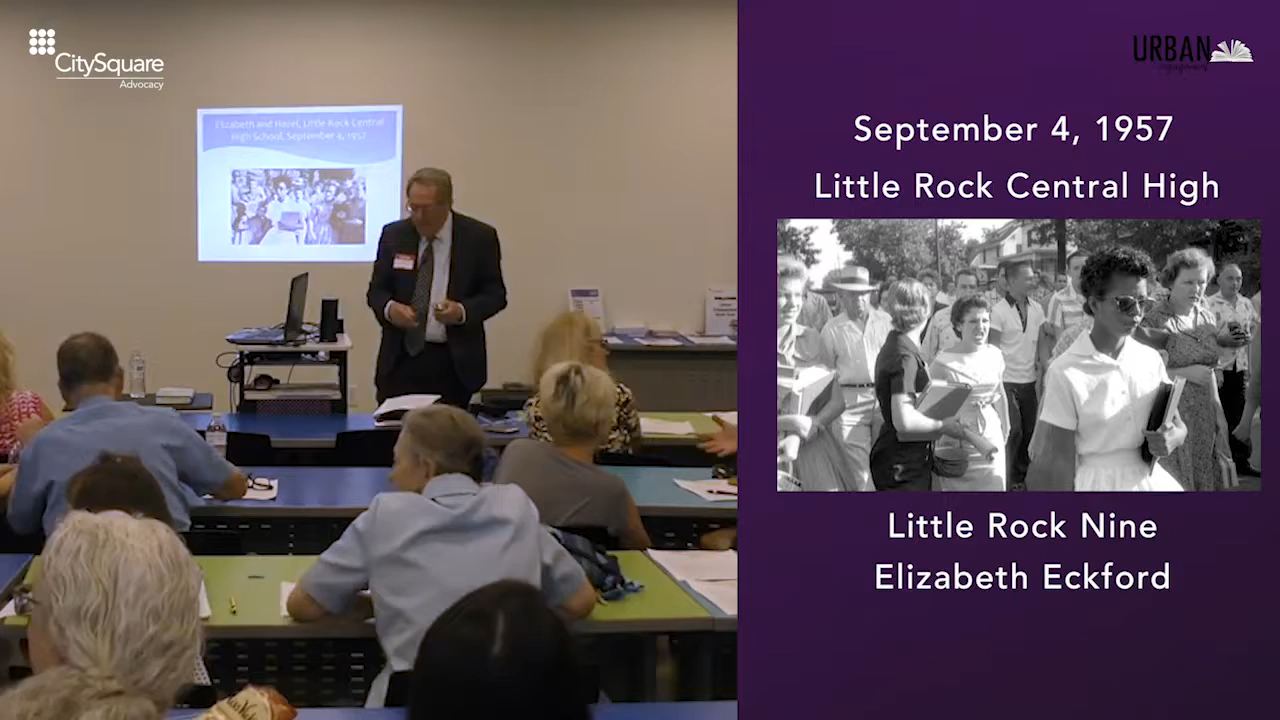 CitySquare
Advocacy
Elizabeth and Hazel, Little Rock Central
High School, September 4, 1957
URBAN
September 4, 1957
Little Rock Central High
Little Rock Nine
Elizabeth Eckford